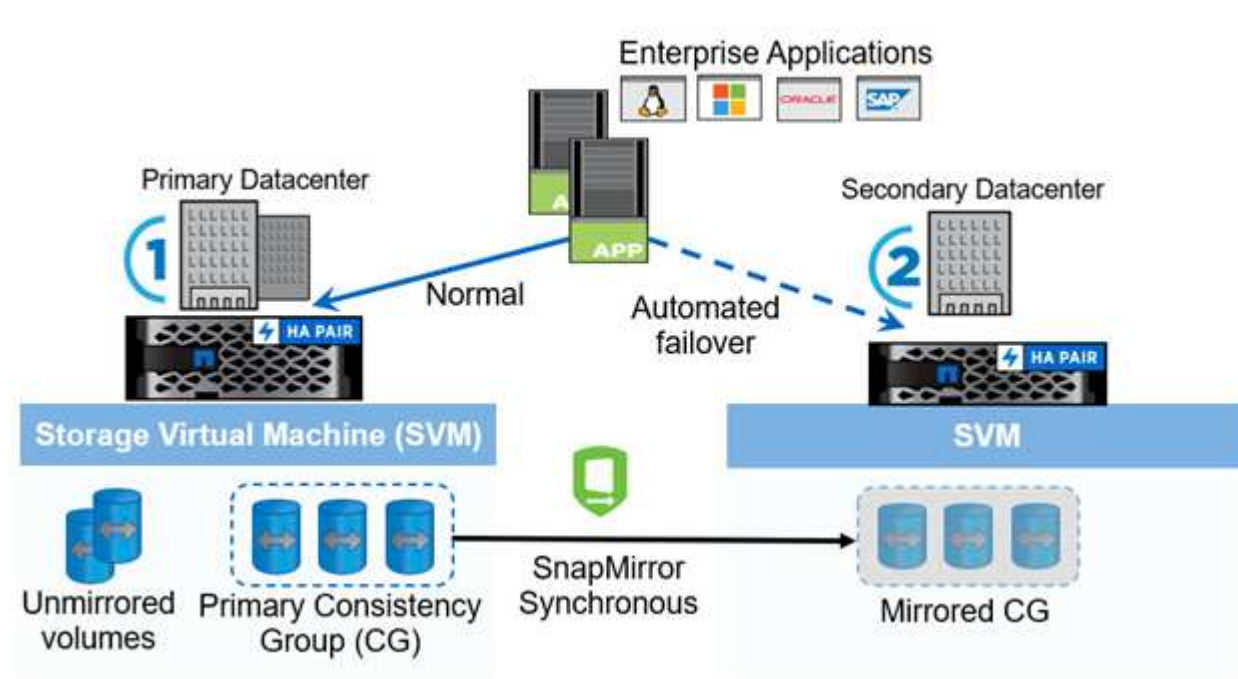 Enterprise Applications
ORACLE
SAP
Primary Datacenter
Secondary Datacenter
1
2
A
APP
Normal
Automated
failover
HA PAIR
HA PAIR
Storage Virtual Machine (SVM)
SVM
SnapMirror
Synchronous
Unmirrored
volumes
Primary Consistency
Group (CG)
Mirrored CG